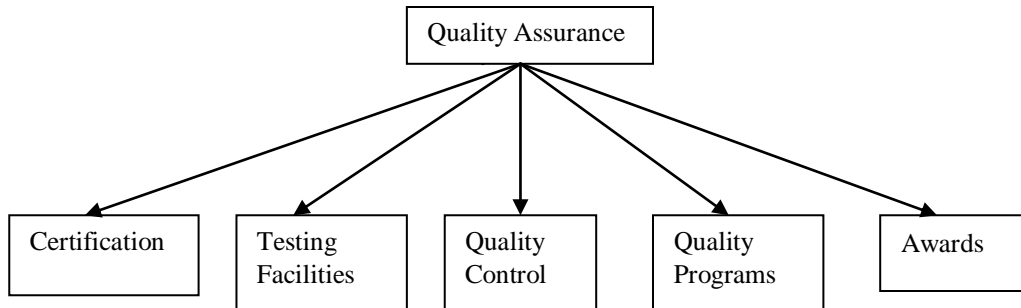 Quality Assurance
Certification
Testing
Facilities
Quality
Control
Quality
Programs
Awards